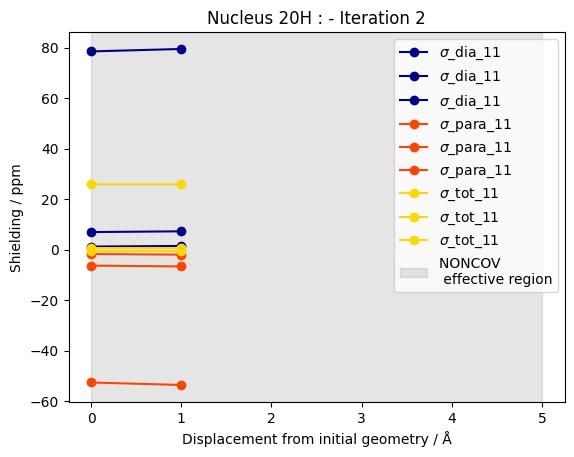 Nucleus 20H : - Iteration 2
80
60
40
20
0
−20
−40
−60
Shielding / ppm
σ_dia_11
σ_dia_11
σ_dia_11
σ_para_11
σ_para_11
σ_para_11
σ_tot_11
σ_tot_11
σ_tot_11
NONCOV
effective region
0 1 2 3 4 5
Displacement from initial geometry / Å